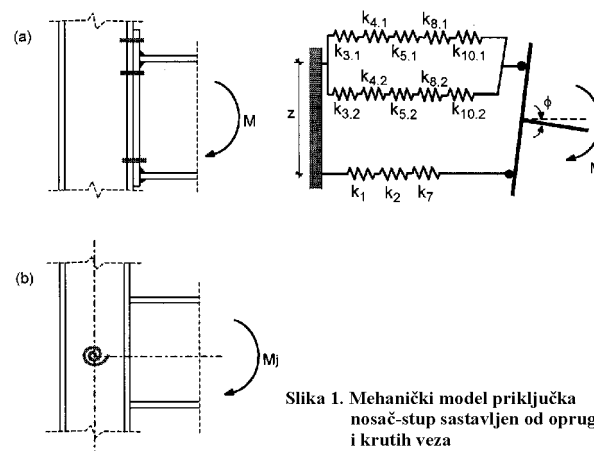 (a)
M
k4.1 k8.1
k3.1 k5.1 k10.1
k4.2 k8.2
k3.2 k5.2 k10.2
z
ϕ
k1 k2 k7
(b)
Mj
Slika 1. Mehanički model priključka
nosač-stup sastavljen od opruga
i krutih veza